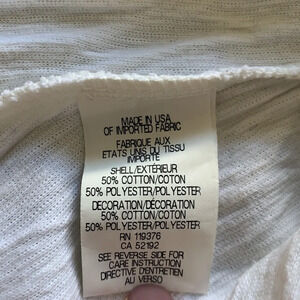 MADE IN USA
OF IMPORTED FABRIC
FABRIQUE AUX
ETATS UNIS DU TISSU
IMPORTE
SHELL/EXTÉRIEUR
50% COTTON/COTON
50% POLYESTER/POLYESTER
DECORATION/DÉCORATION
50% COTTON/COTON
50% POLYESTER/POLYESTER
RN 119376
CA 52192
SEE REVERSE SIDE FOR
CARE INSTRUCTION
DIRECTIVE D'ENTRETIEN
AU VERSO